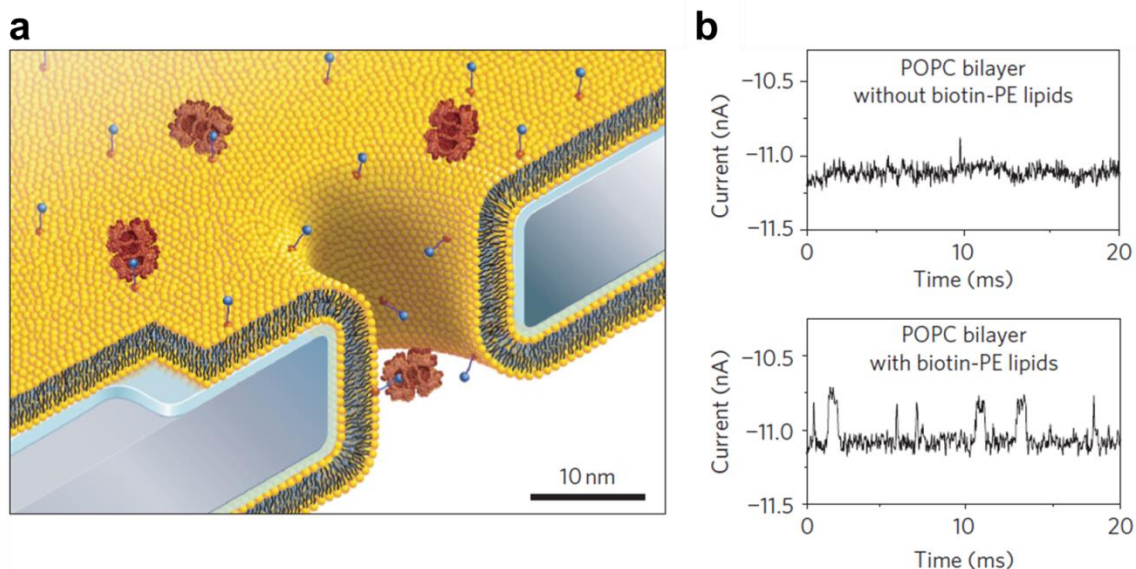 a
10 nm
b
POPC bilayer
without biotin-PE lipids
Current (nA)
−10.5
−11.0
−11.5
0
10
20
Time (ms)
POPC bilayer
with biotin-PE lipids
Current (nA)
−10.5
−11.0
−11.5
0
10
20
Time (ms)